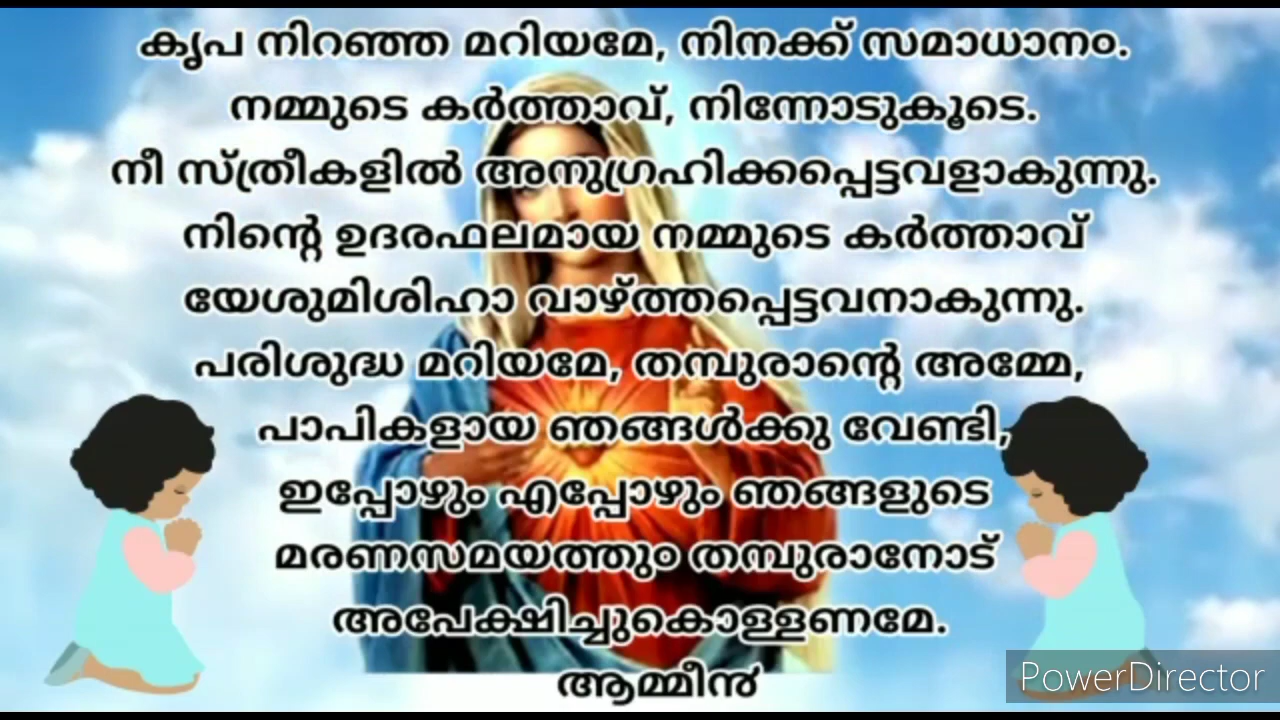 കൃപ നിറഞ്ഞ മറിയമേ, നിനക്ക് സമാധാനം.
നമ്മുടെ കർത്താവ്, നിന്നോടുകൂടെ.
നീ സ്ത്രീകളിൽ അനുഗ്രഹിക്കപ്പെട്ടവളാകുന്നു.
നിന്റെ ഉദരഫലമായ നമ്മുടെ കർത്താവ്
യേശുമിശിഹാ വാഴ്ത്തപ്പെട്ടവനാകുന്നു.
പരിശുദ്ധ മറിയമേ, തമ്പുരാന്റെ അമ്മേ,
പാപികളായ ഞങ്ങൾക്കു വേണ്ടി,
ഇപ്പോഴും എപ്പോഴും ഞങ്ങളുടെ
മരണസമയത്തും തമ്പുരാനോട്
അപേക്ഷിച്ചുകൊള്ളണമേ.
ആമ്മീൻ
PowerDirector